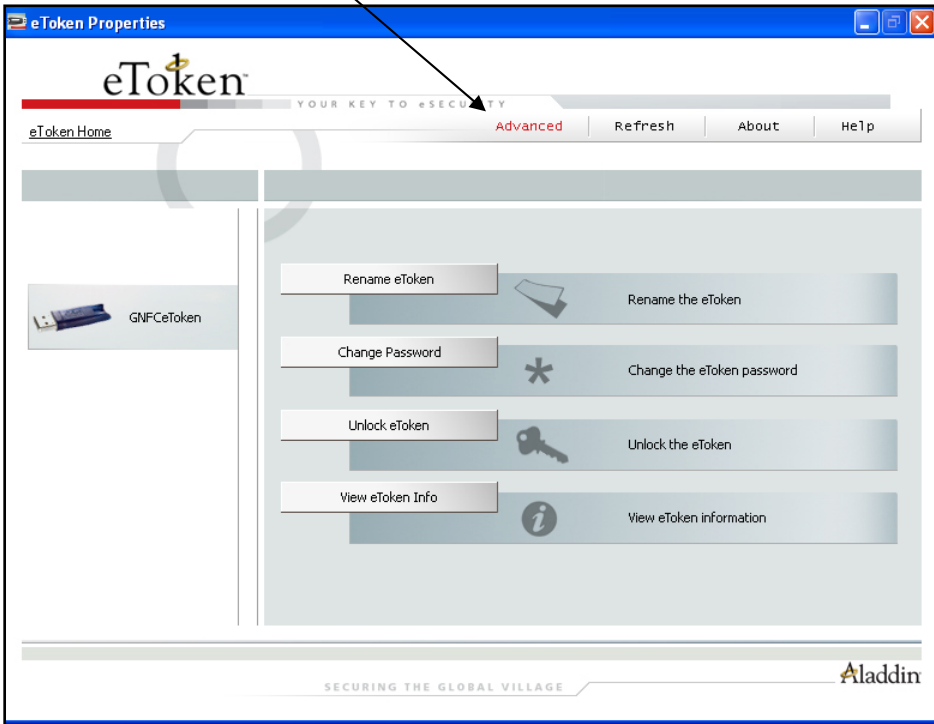 eToken Properties
eToken
YOUR KEY TO eSECU TY
eToken Home
Advanced
Refresh
About
Help
GNFCeToken
Rename eToken
Rename the eToken
Change Password
Change the eToken password
Unlock eToken
Unlock the eToken
View eToken Info
View eToken information
SECURING THE GLOBAL VILLAGE
Aladdin